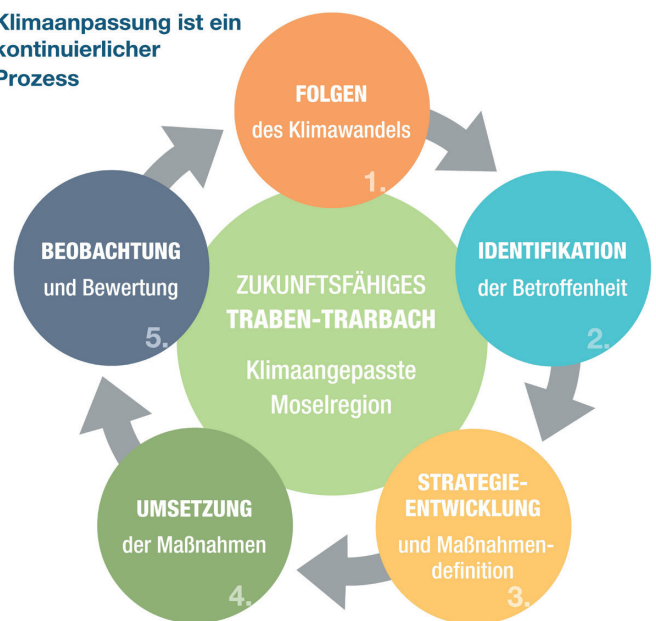 Klimaanpassung ist ein
kontinuierlicher
Prozess
FOLGEN
des Klimawandels
1.
IDENTIFIKATION
der Betroffenheit
2.
STRATEGIE-
ENTWICKLUNG
und Maßnahmen-
definition
3.
UMSETZUNG
der Maßnahmen
4.
BEOBACHTUNG
und Bewertung
5.
ZUKUNFTSFÄHIGES
TRABEN-TRARBACH
Klimaangepasste
Moselregion